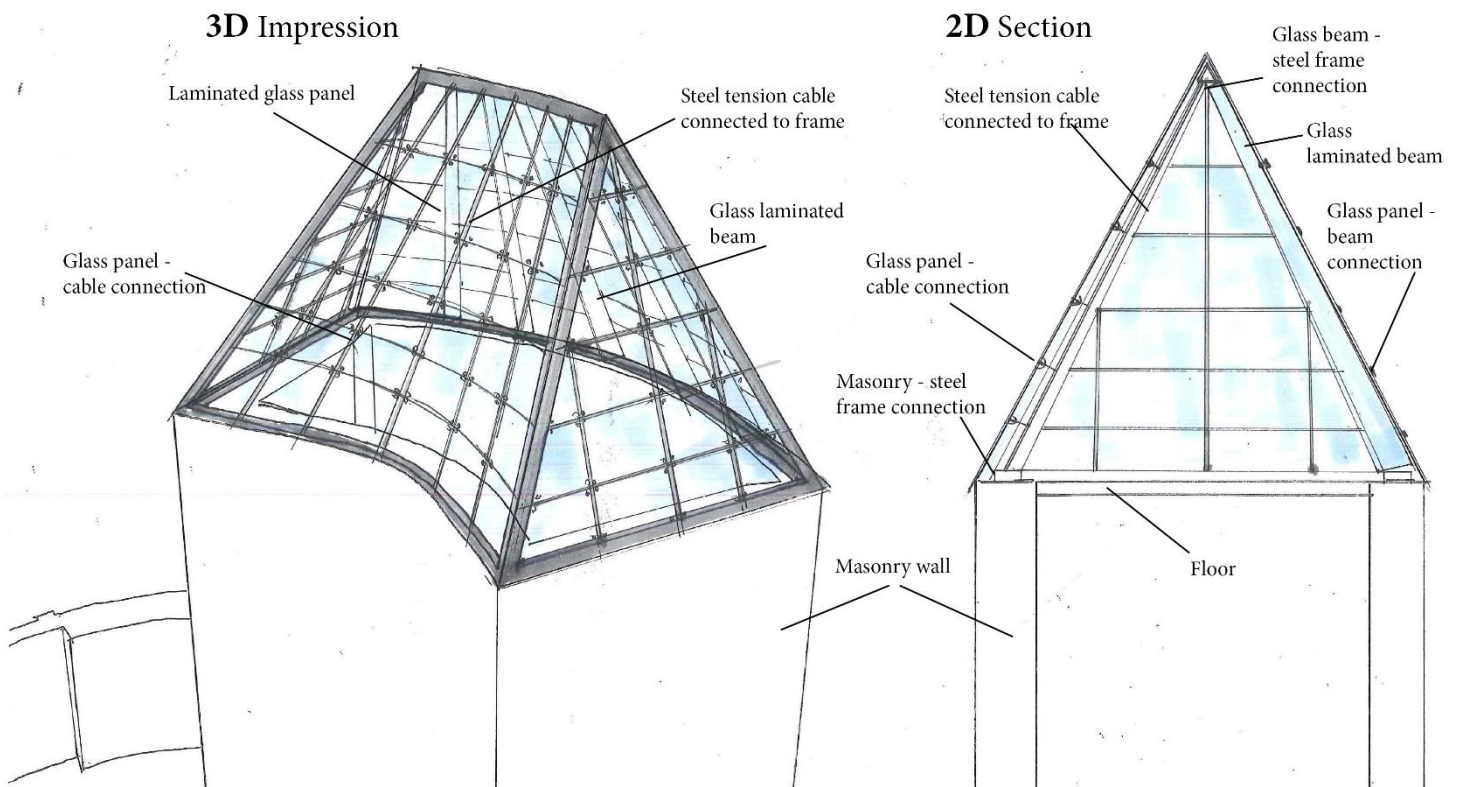 3D Impression
Laminated glass panel
Steel tension cable
connected to frame
Glass laminated
beam
Glass panel -
cable connection
2D Section
Glass beam -
steel frame
connection
Steel tension cable
connected to frame
Glass
laminated beam
Glass panel -
beam
connection
Glass panel -
cable connection
Masonry - steel
frame connection
Masonry wall
Floor